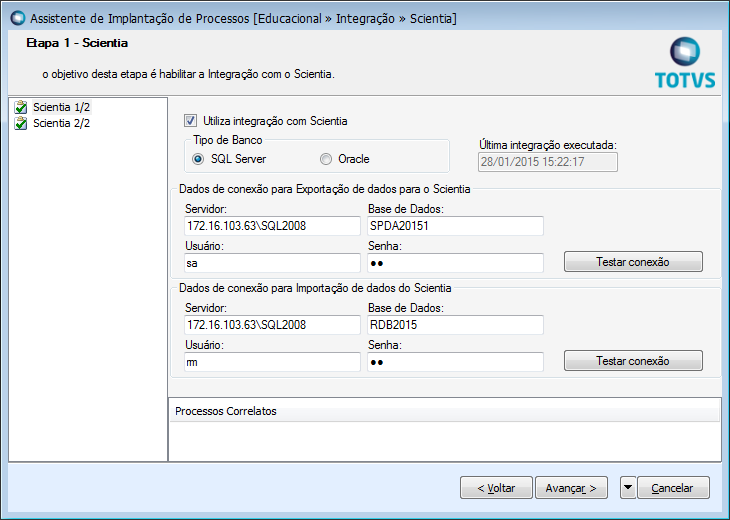 Assistente de Implantação de Processos [Educacional » Integração » Scientia]
Etapa 1 - Scientia
o objetivo desta etapa é habilitar a Integração com o Scientia.
TOTVS
Scientia 1/2
Scientia 2/2
Utiliza integração com Scientia
Tipo de Banco
SQL Server Oracle
Última integração executada:
28/01/2015 15:22:17
Dados de conexão para Exportação de dados para o Scientia
Servidor: Base de Dados:
172.16.103.63\SQL2008 SPDA20151
Usuário: Senha:
sa ●●
Testar conexão
Dados de conexão para Importação de dados do Scientia
Servidor: Base de Dados:
172.16.103.63\SQL2008 RDB2015
Usuário: Senha:
rm ●●
Testar conexão
Processos Correlatos
< Voltar Avançar > Cancelar